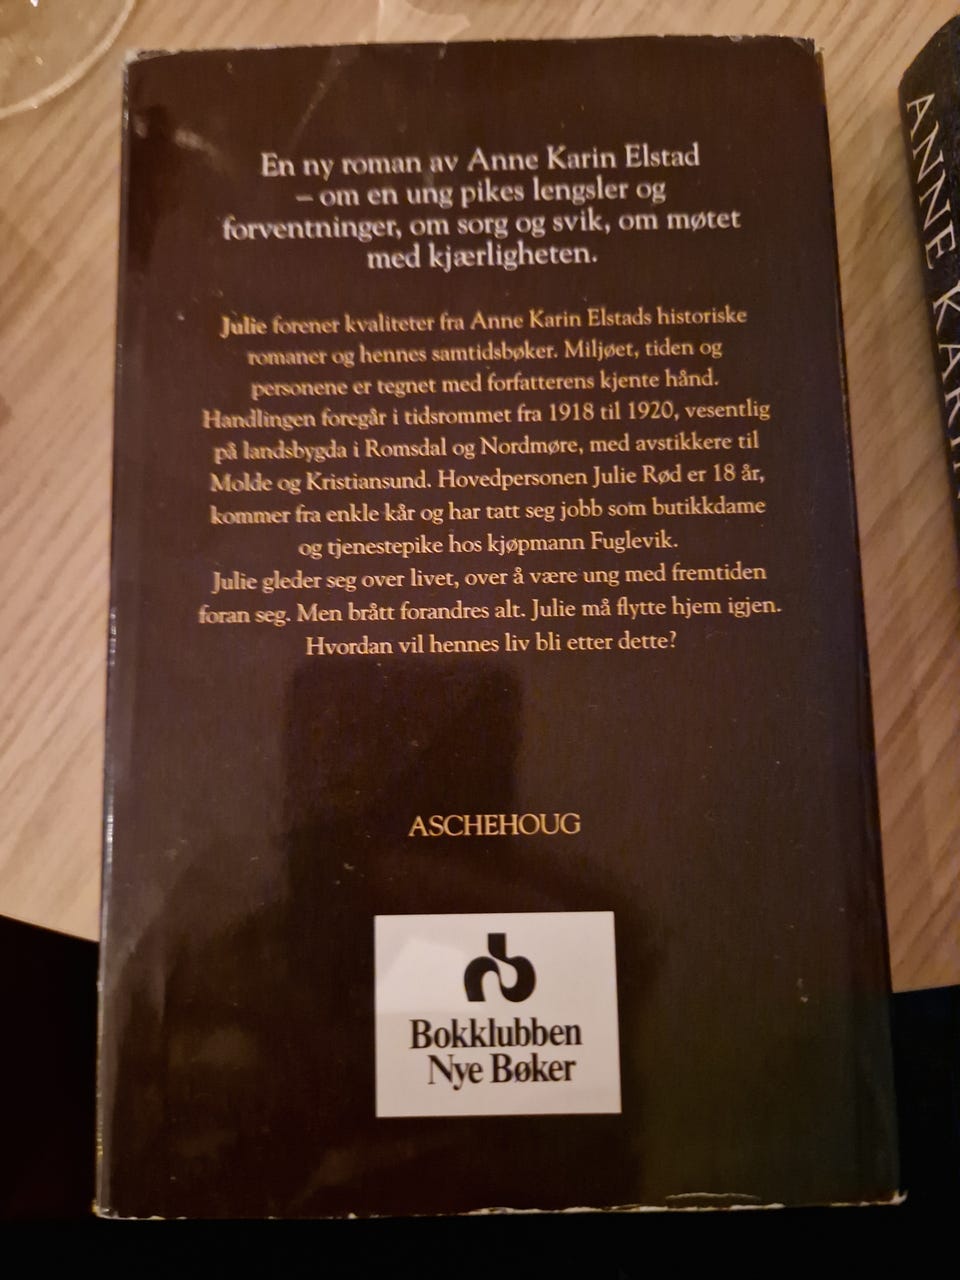 En ny roman av Anne Karin Elstad
– om en ung pikes lengsler og
forventninger, om sorg og svik, om møtet
med kjærligheten.
Julie forener kvaliteter fra Anne Karin Elstads historiske
romaner og hennes samtidsbøker. Miljøet, tiden og
personene er tegnet med forfatterens kjente hånd.
Handlingen foregår i tidsrommet fra 1918 til 1920, vesentlig
på landsbygda i Romsdal og Nordmøre, med avstikkere til
Molde og Kristiansund. Hovedpersonen Julie Rød er 18 år,
kommer fra enkle kår og har tatt seg jobb som butikkdame
og tjenestepike hos kjøpmann Fuglevik.
Julie gleder seg over livet, over å være ung med fremtiden
foran seg. Men brått forandres alt. Julie må flytte hjem igjen.
Hvordan vil hennes liv bli etter dette?
ASCHEHOUG
Bokklubben
Nye Bøker
ANNE KARIN